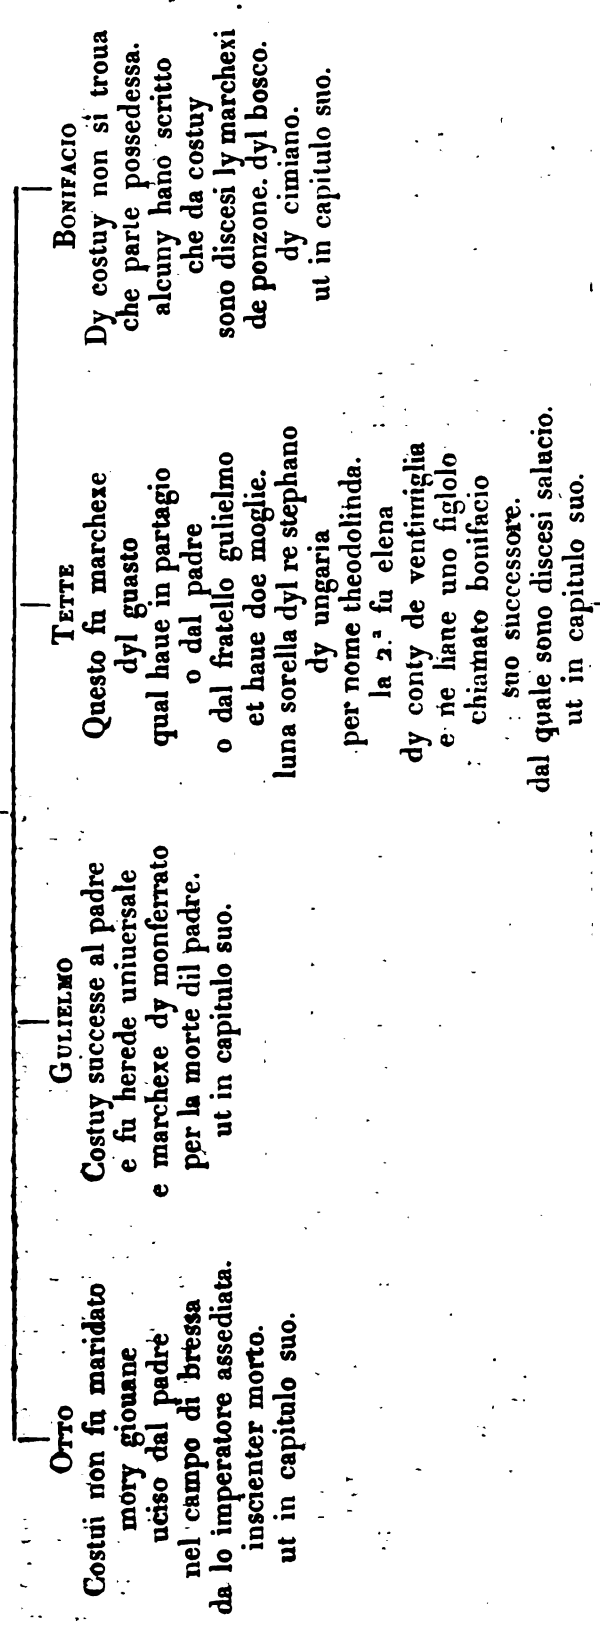 OTTO
Costui non fu maridato
mory giouane
uciso dal padre
nel campo di bressa
da lo imperatore assediata.
inscienter morto.
ut in capitulo suo.
GULIELMO
Costuy successe al padre
e fu herede uniuersale
e marchexe dy monferrato
per la morte dil padre.
ut in capitulo suo.
TETTE
Questo fu marchexe
dyl guasto
qual haue in partagio
o dal padre
o dal fratello gulielmo
et haue doe moglie.
luna sorella dyl re stephano
dy ungaria
per nome theodolinda.
la 2.ª fu elena
dy conty de ventimiglia
e ne liane uno figlolo
chiamato bonifacio
suo successore.
dal quale sono discesi salucio.
ut in capitulo suo.
BONIFACIO
Dy costuy non si troua
che parte possedessa.
alcuny hano scritto
che da costuy
sono discesi ly marchexi
de ponzone. dyl bosco.
dy cimiano.
ut in capitulo suo.